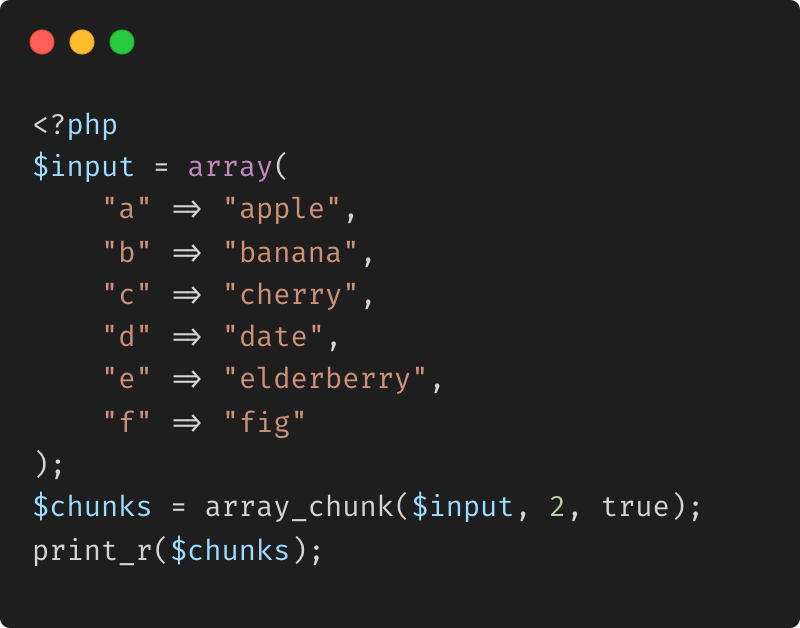 <?php
$input = array(
    "a" => "apple",
    "b" => "banana",
    "c" => "cherry",
    "d" => "date",
    "e" => "elderberry",
    "f" => "fig"
);
$chunks = array_chunk($input, 2, true);
print_r($chunks);